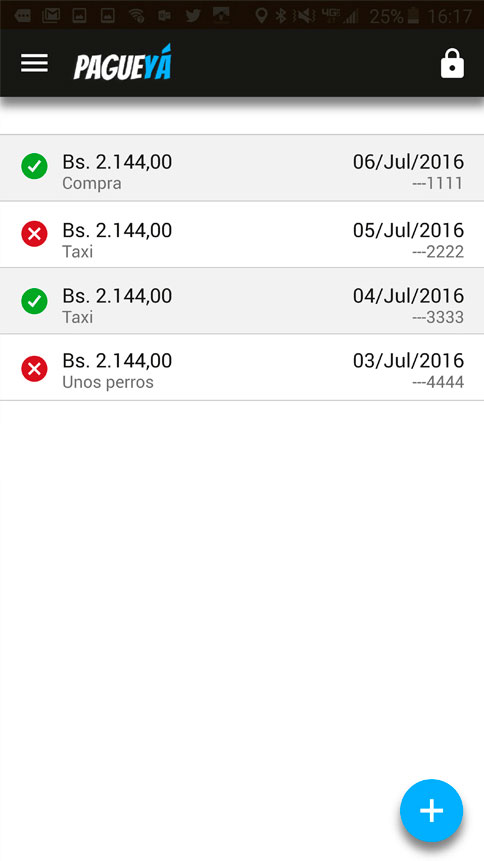 25% 16:17
PAGUEYÁ
Bs. 2.144,00 06/Jul/2016
Compra ---1111
Bs. 2.144,00 05/Jul/2016
Taxi ---2222
Bs. 2.144,00 04/Jul/2016
Taxi ---3333
Bs. 2.144,00 03/Jul/2016
Unos perros ---4444